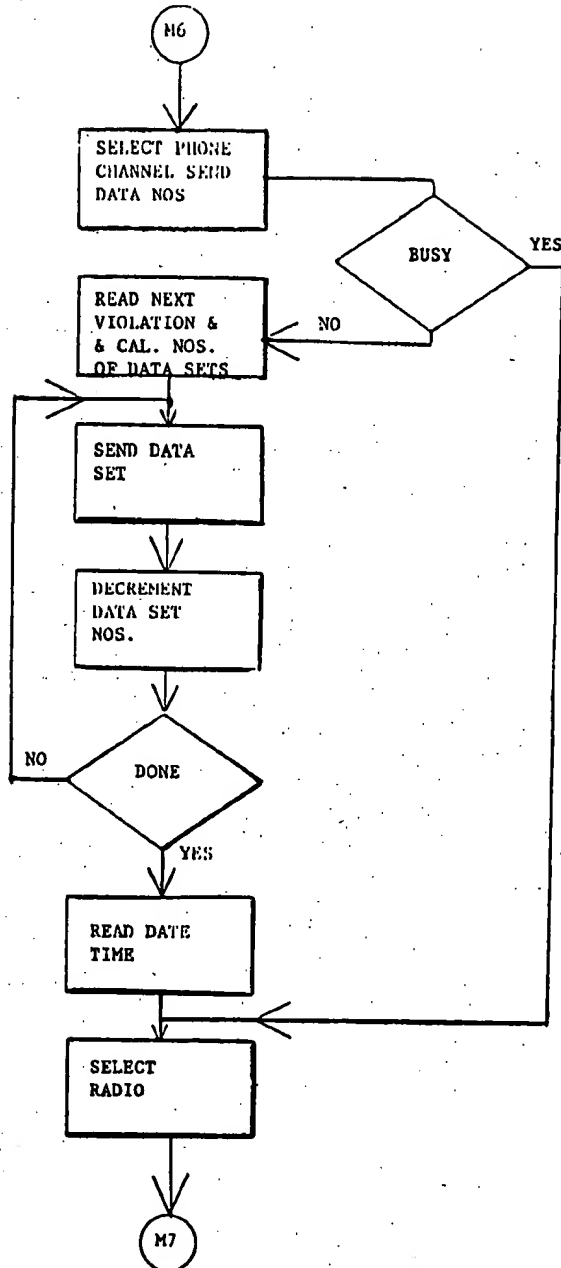 M6
SELECT PHONE
CHANNEL SEND
DATA NOS
BUSY
YES
READ NEXT
VIOLATION &
& CAL. NOS.
OF DATA SETS
NO
SEND DATA
SET
DECREMENT
DATA SET
NOS.
NO
DONE
YES
READ DATE
TIME
SELECT
RADIO
M7